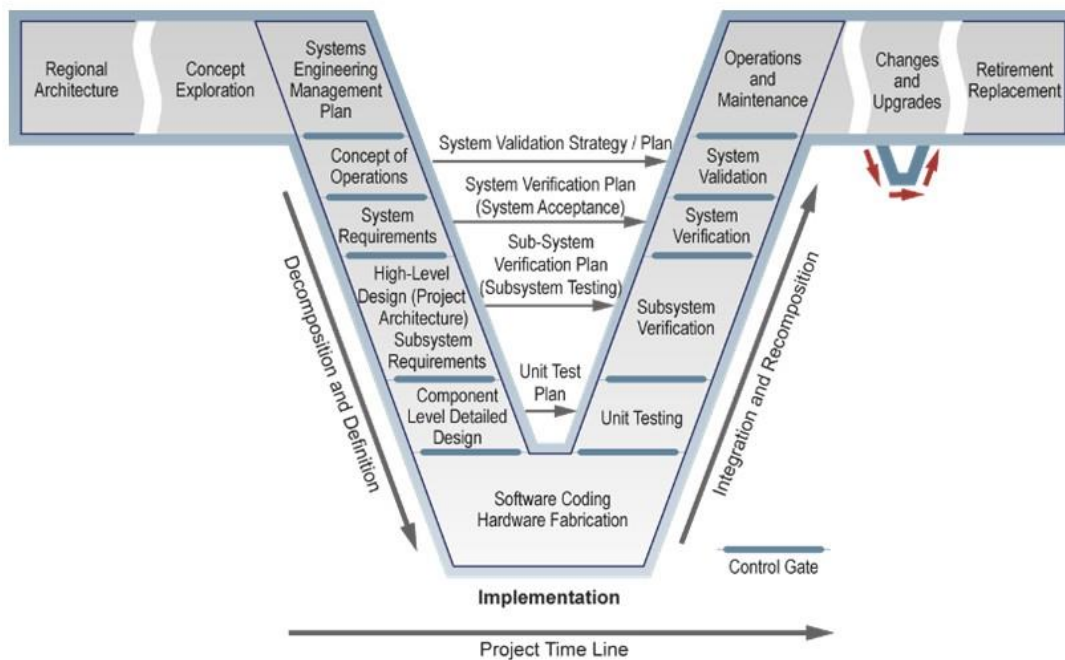 Regional
Architecture
Concept
Exploration
Systems
Engineering
Management
Plan
Concept of
Operations
System
Requirements
High-Level
Design (Project
Architecture)
Subsystem
Requirements
Component
Level Detailed
Design
Software Coding
Hardware Fabrication
System Validation Strategy / Plan
System Verification Plan
(System Acceptance)
Sub-System
Verification Plan
(Subsystem Testing)
Unit Test
Plan
Operations
and
Maintenance
System
Validation
System
Verification
Subsystem
Verification
Unit Testing
Changes
and
Upgrades
Retirement
Replacement
Decomposition and Definition
Integration and Recomposition
Control Gate
Implementation
Project Time Line